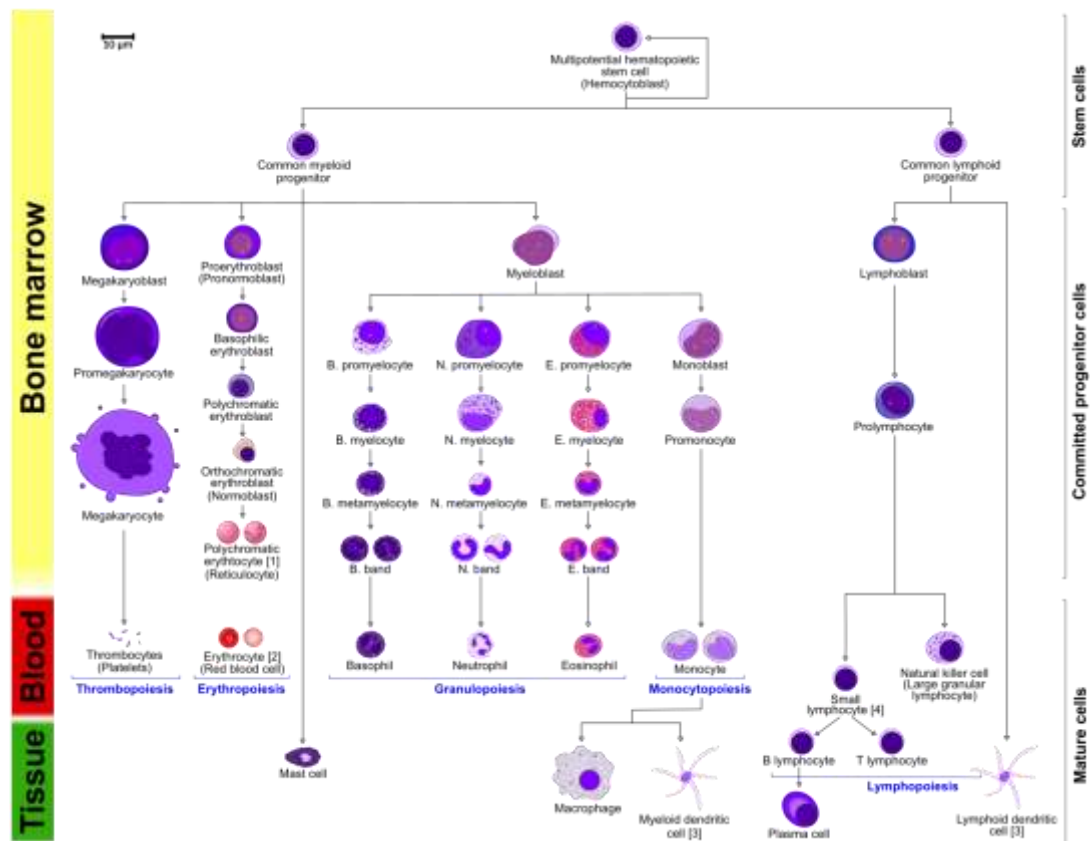 10 µm
Multipotential hematopoietic
stem cell
(Hemocytoblast)
Common myeloid
progenitor
Common lymphoid
progenitor
Stem cells
Bone marrow
Megakaryoblast
Proerythroblast
(Pronormoblast)
Myeloblast
Lymphoblast
Committed progenitor cells
Promegakaryocyte
Basophilic
erythroblast
B. promyelocyte
N. promyelocyte
E. promyelocyte
Monoblast
Polychromatic
erythroblast
B. myelocyte
N. myelocyte
E. myelocyte
Promonocyte
Prolymphocyte
Megakaryocyte
Orthochromatic
erythroblast
(Normoblast)
B. metamyelocyte
N. metamyelocyte
E. metamyelocyte
Polychromatic
erythtocyte [1]
(Reticulocyte)
B. band
N. band
E. band
Blood
Thrombocytes
(Platelets)
Erythrocyte [2]
(Red blood cell)
Basophil
Neutrophil
Eosinophil
Monocyte
Natural killer cell
(Large granular
lymphocyte)
Small
lymphocyte [4]
Thrombopoiesis
Erythropoiesis
Granulopoiesis
Monocytopoiesis
Mature cells
Tissue
Mast cell
Macrophage
Myeloid dendritic
cell [3]
B lymphocyte
T lymphocyte
Lymphopoiesis
Plasma cell
Lymphoid dendritic
cell [3]